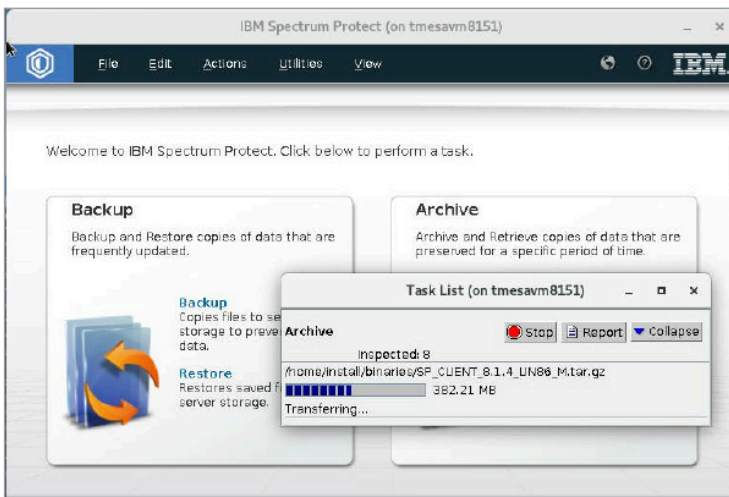 IBM Spectrum Protect (on tmesavm8151)
File Edit Actions Utilities View
IBM
Welcome to IBM Spectrum Protect. Click below to perform a task.
Backup
Backup and Restore copies of data that are
frequently updated.
Backup
Copies files to se
storage to preve
data.
Restore
Restores saved f
server storage.
Archive
Archive and Retrieve copies of data that are
preserved for a specific period of time.
Task List (on tmesavm8151)
Archive Stop Report Collapse
Inspected: 8
/home/install/binaries/SP_CLIENT_8.1.4_LIN86_M.tar.gz
382.21 MB
Transferring...